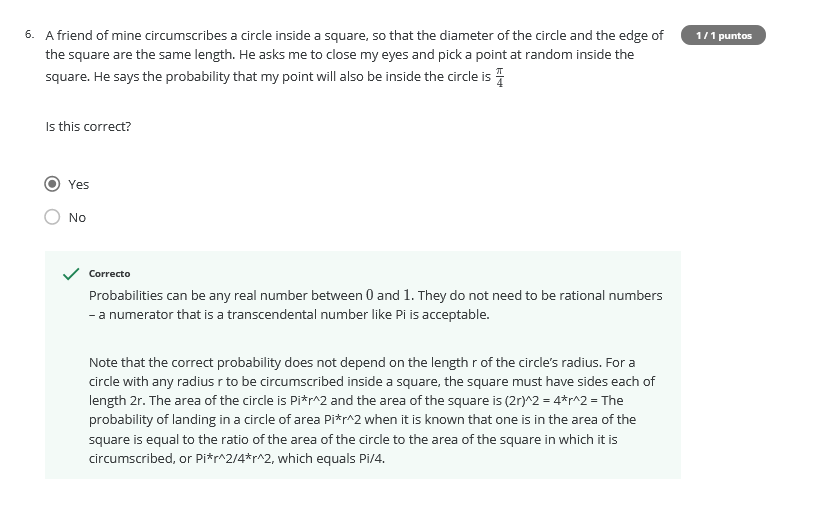 6. A friend of mine circumscribes a circle inside a square, so that the diameter of the circle and the edge of
1 / 1 puntos
the square are the same length. He asks me to close my eyes and pick a point at random inside the
square. He says the probability that my point will also be inside the circle is π/4
Is this correct?
Yes
No
Correcto
Probabilities can be any real number between 0 and 1. They do not need to be rational numbers
– a numerator that is a transcendental number like Pi is acceptable.
Note that the correct probability does not depend on the length r of the circle's radius. For a
circle with any radius r to be circumscribed inside a square, the square must have sides each of
length 2r. The area of the circle is Pi*r^2 and the area of the square is (2r)^2 = 4*r^2 = The
probability of landing in a circle of area Pi*r^2 when it is known that one is in the area of the
square is equal to the ratio of the area of the circle to the area of the square in which it is
circumscribed, or Pi*r^2/4*r^2, which equals Pi/4.